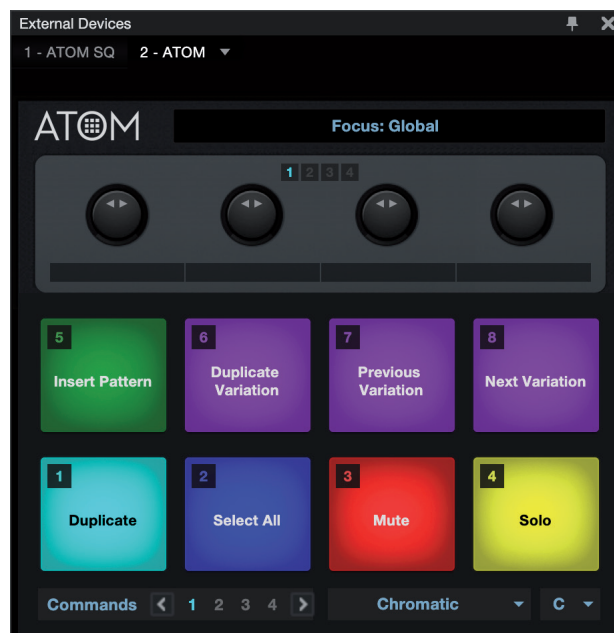 External Devices
1 - ATOM SQ 2 - ATOM
ATOM
Focus: Global
1 2 3 4
5 6 7 8
Insert Pattern
Duplicate
Variation
Previous
Variation
Next Variation
1 2 3 4
Duplicate
Select All
Mute
Solo
Commands 1 2 3 4 Chromatic C